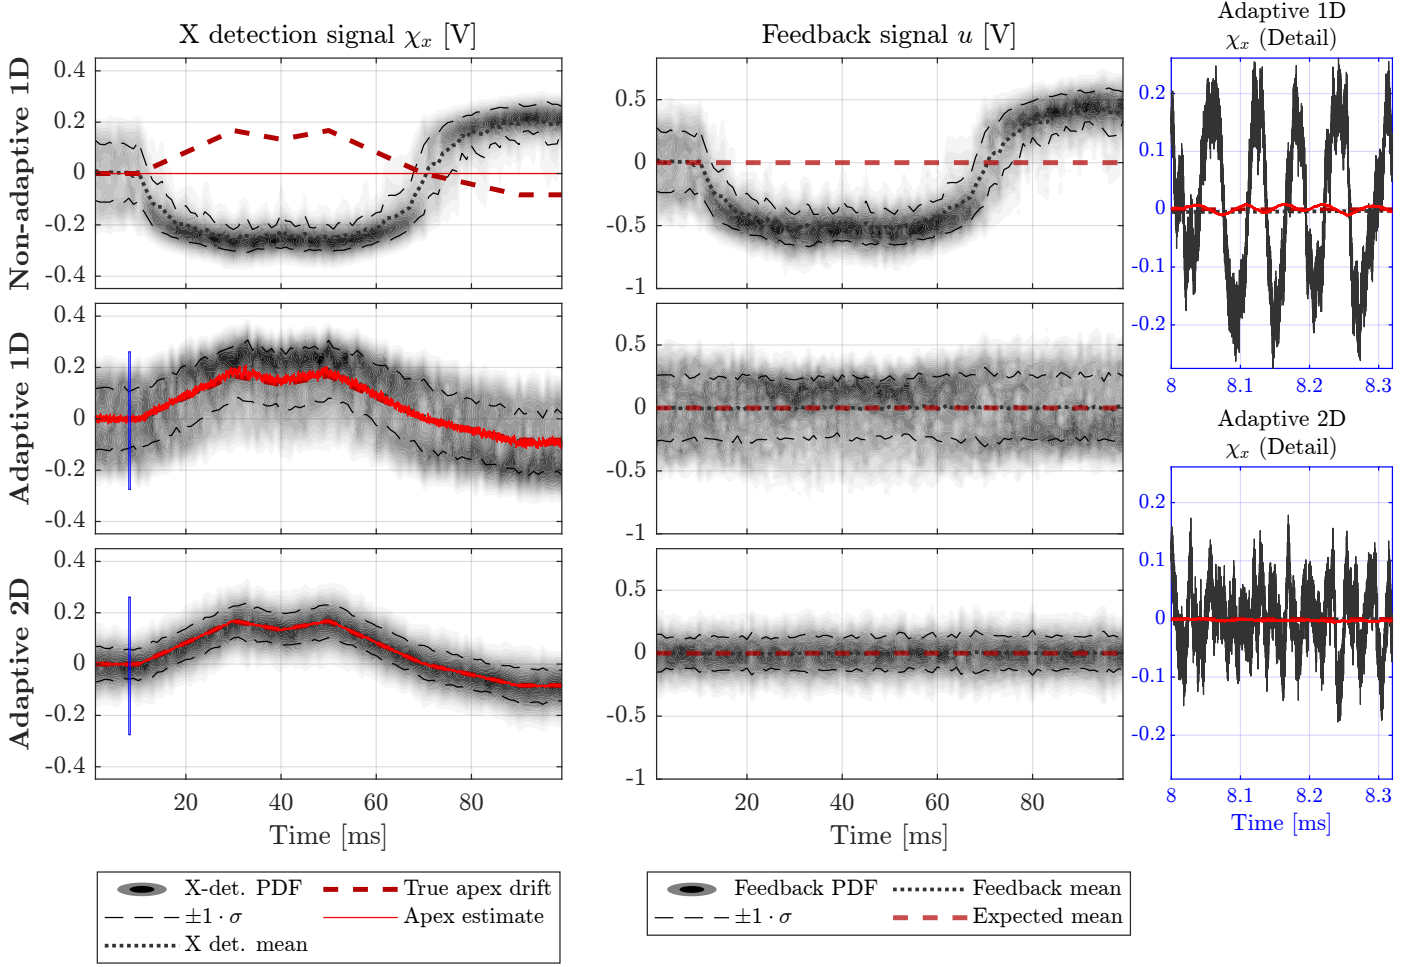 X detection signal χx [V]
Feedback signal u [V]
Adaptive 1D
χx (Detail)
Non-adaptive 1D
0.4
0.2
0
-0.2
-0.4
0.5
0
-0.5
-1
0.2
0.1
0
-0.1
-0.2
8
8.1
8.2
8.3
Adaptive 1D
0.4
0.2
0
-0.2
-0.4
0.5
0
-0.5
-1
Adaptive 2D
χx (Detail)
0.2
0.1
0
-0.1
-0.2
8
8.1
8.2
8.3
Time [ms]
Adaptive 2D
0.4
0.2
0
-0.2
-0.4
20
40
60
80
Time [ms]
0.5
0
-0.5
-1
20
40
60
80
Time [ms]
X-det. PDF
True apex drift
±1 · σ
Apex estimate
X det. mean
Feedback PDF
Feedback mean
±1 · σ
Expected mean